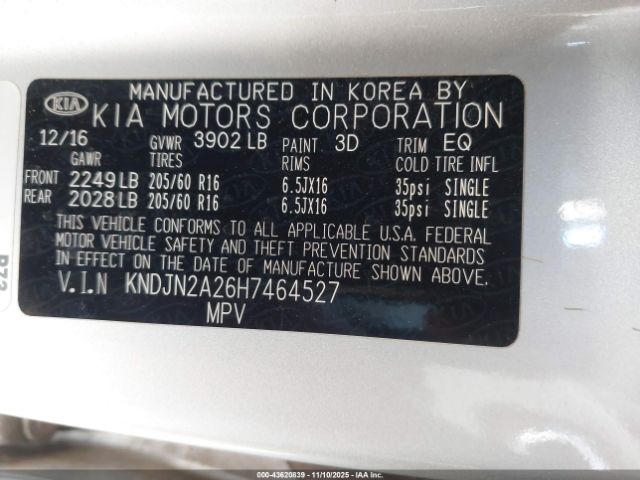 MANUFACTURED IN KOREA BY
KIA KIA MOTORS CORPORATION
12/16 GVWR 3902 LB PAINT 3D TRIM EQ
GAWR TIRES RIMS COLD TIRE INFL
FRONT 2249 LB 205/60 R16 6.5JX16 35psi SINGLE
REAR 2028 LB 205/60 R16 6.5JX16 35psi SINGLE
THIS VEHICLE CONFORMS TO ALL APPLICABLE U.S.A. FEDERAL
MOTOR VEHICLE SAFETY AND THEFT PREVENTION STANDARDS
IN EFFECT ON THE DATE OF MANUFACTURE SHOWN ABOVE.
V.I.N KNDJN2A26H7464527
MPV
000-43620839 - 11/10/2025 - IAAI.COM